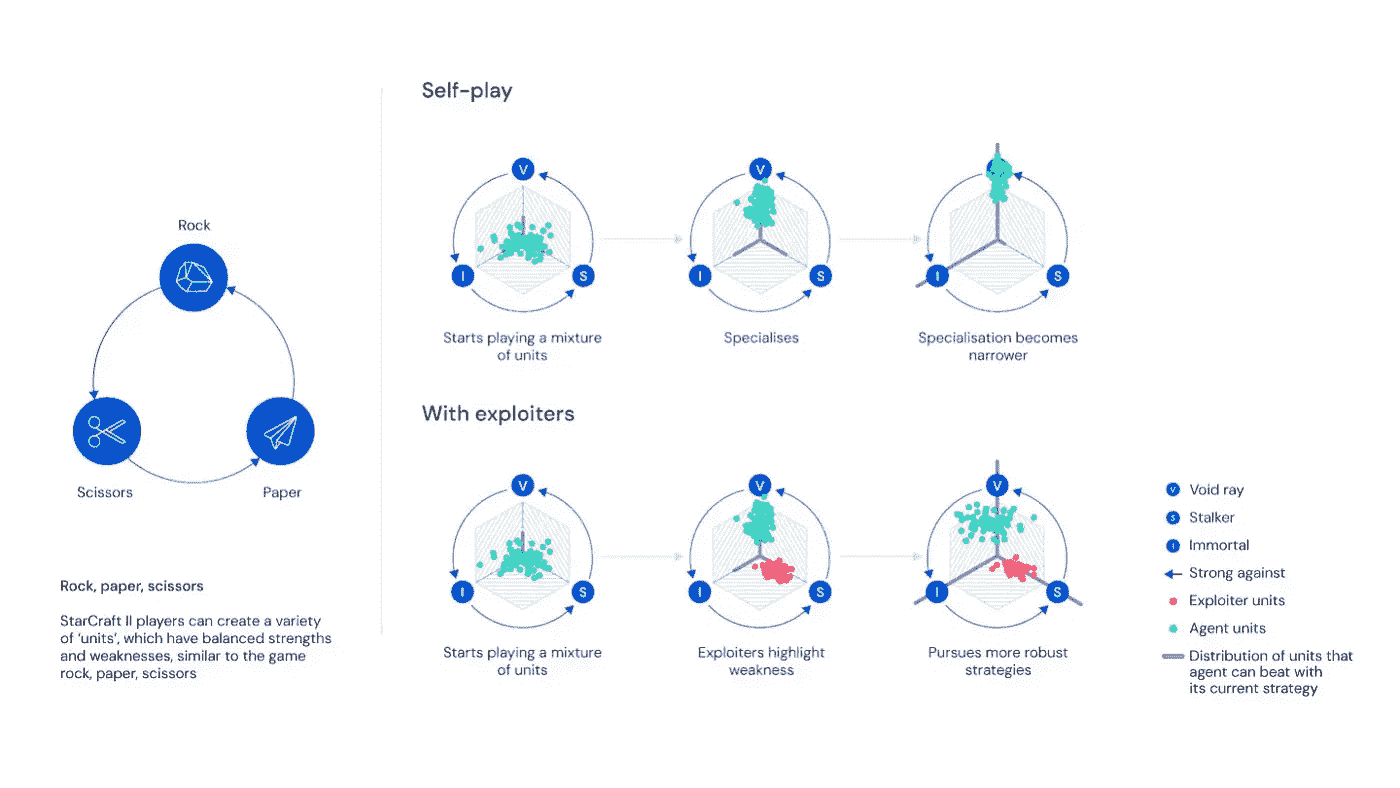 Rock
Scissors
Paper
Rock, paper, scissors
StarCraft II players can create a variety
of ‘units’, which have balanced strengths
and weaknesses, similar to the game
rock, paper, scissors
Self-play
V
I
S
Starts playing a mixture
of units
V
I
S
Specialises
I
S
Specialisation becomes
narrower
With exploiters
V
I
S
Starts playing a mixture
of units
V
I
S
Exploiters highlight
weakness
V
I
S
Pursues more robust
strategies
V Void ray
S Stalker
I Immortal
Strong against
Exploiter units
Agent units
Distribution of units that
agent can beat with
its current strategy